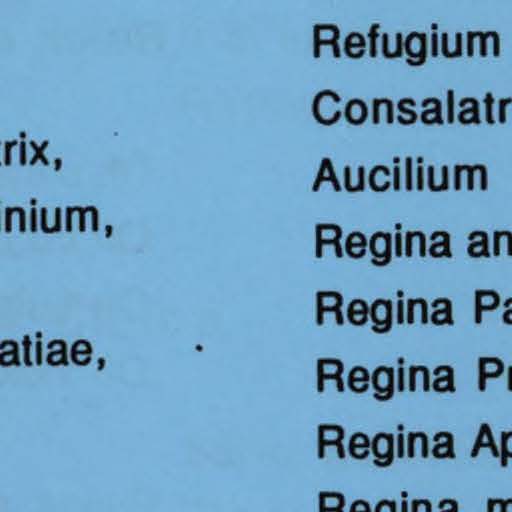 trix,
inium,
atiae,
Refugium
Consalatr
Aucilium
Regina an
Regina Pa
Regina Pr
Regina Ap
Regina m